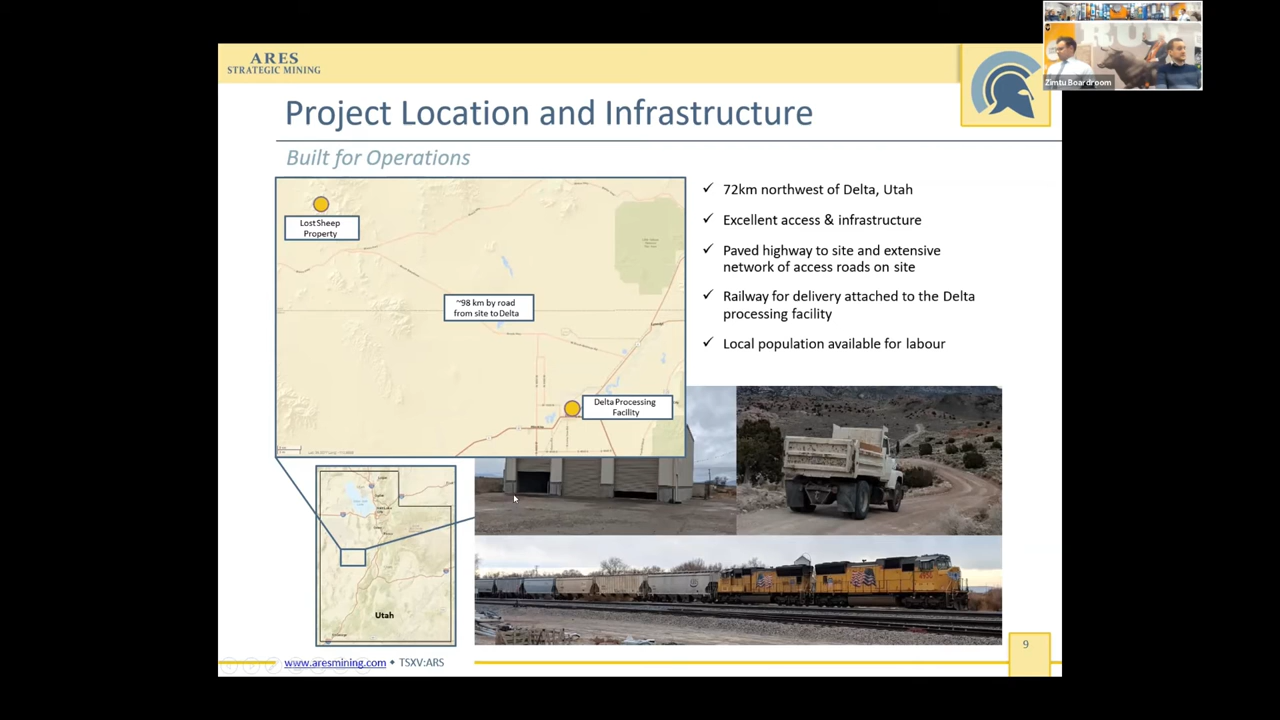 ARES
STRATEGIC MINING
RUN
Zimtu Boardroom
Project Location and Infrastructure
Built for Operations
Lost Sheep
Property
~98 km by road
from site to Delta
Delta Processing
Facility
✓ 72km northwest of Delta, Utah
✓ Excellent access & infrastructure
✓ Paved highway to site and extensive
network of access roads on site
✓ Railway for delivery attached to the Delta
processing facility
✓ Local population available for labour
Utah
www.aresmining.com ◆ TSXV:ARS
9